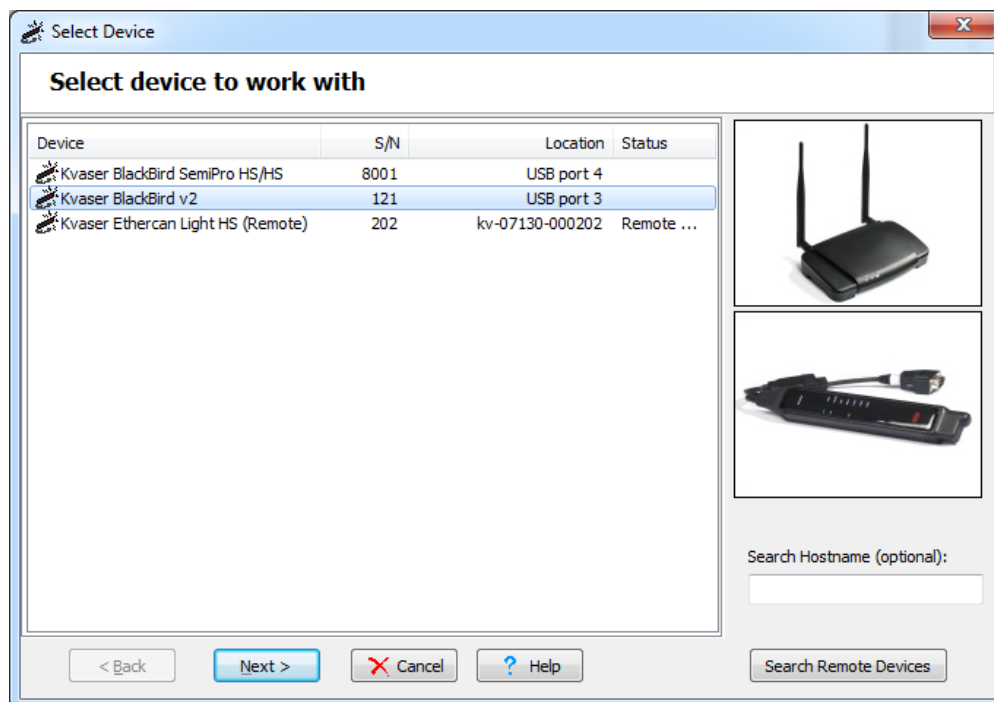 Select Device
Select device to work with
Device S/N Location Status
Kvaser BlackBird SemiPro HS/HS 8001 USB port 4
Kvaser BlackBird v2 121 USB port 3
Kvaser Ethercan Light HS (Remote) 202 kv-07130-000202 Remote ...
Search Hostname (optional):
< Back Next > Cancel ? Help Search Remote Devices